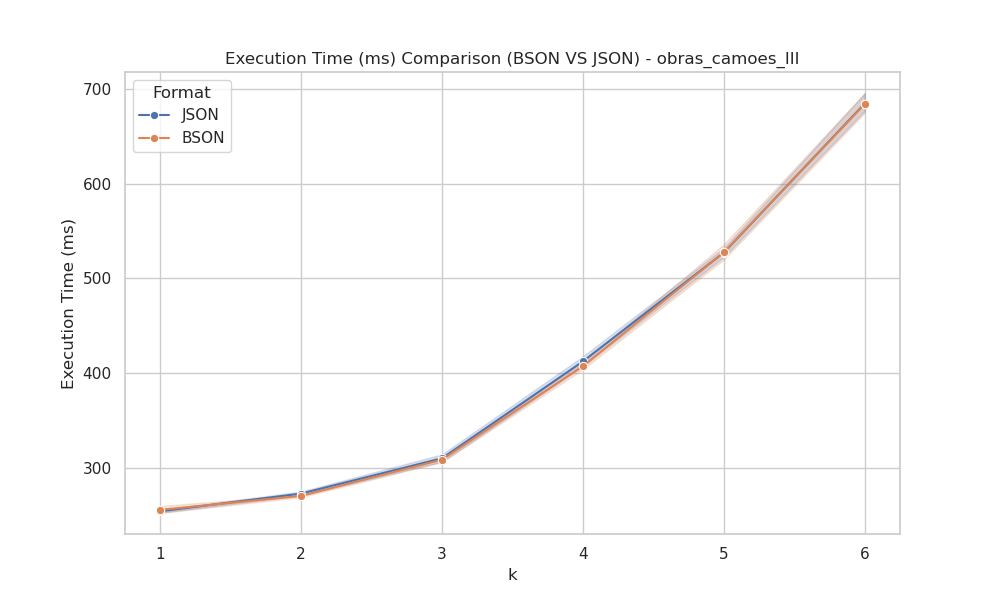 Execution Time (ms) Comparison (BSON VS JSON) - obras_camoes_III
Format
JSON
BSON
Execution Time (ms)
700
600
500
400
300
1 2 3 4 5 6
k